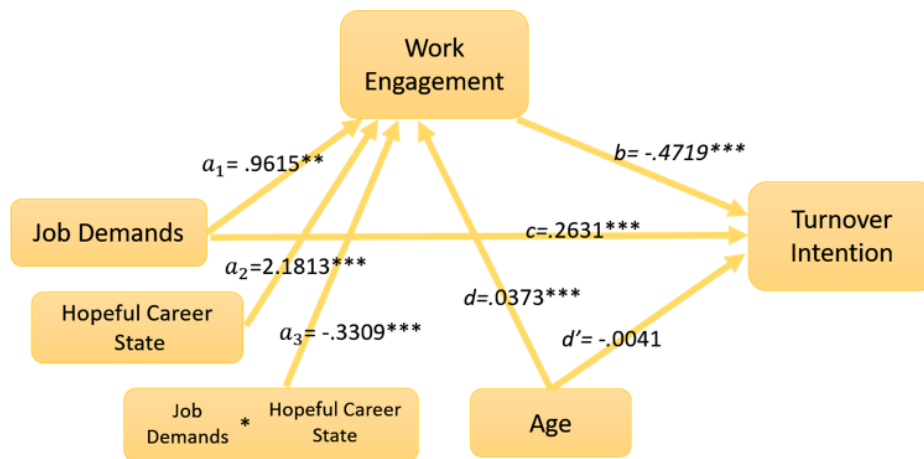 Work
Engagement
a₁= .9615**
b= -.4719***
Job Demands
Turnover
Intention
c=.2631***
a₂=2.1813***
Hopeful Career
State
d=.0373***
a₃= -.3309***
d’= -.0041
Job
Demands
*
Hopeful Career
State
Age